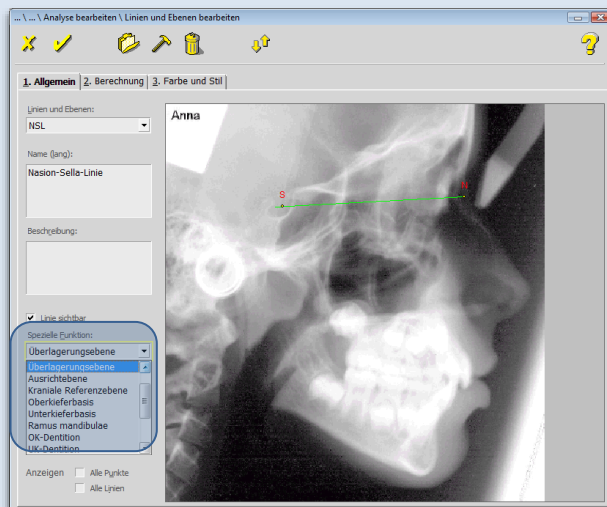 ... \ ... \ Analyse bearbeiten \ Linien und Ebenen bearbeiten
1. Allgemein 2. Berechnung 3. Farbe und Stil
Linien und Ebenen:
NSL
Name (lang):
Nasion-Sella-Linie
Beschreibung:
Linie sichtbar
Spezielle Funktion:
Überlagerungsebene
Überlagerungsebene
Ausrichtebene
Kraniale Referenzebene
Oberkieferbasis
Unterkieferbasis
Ramus mandibulae
OK-Dentition
UK-Dentition
Anzeigen Alle Punkte
Alle Linien
Anna
S
N